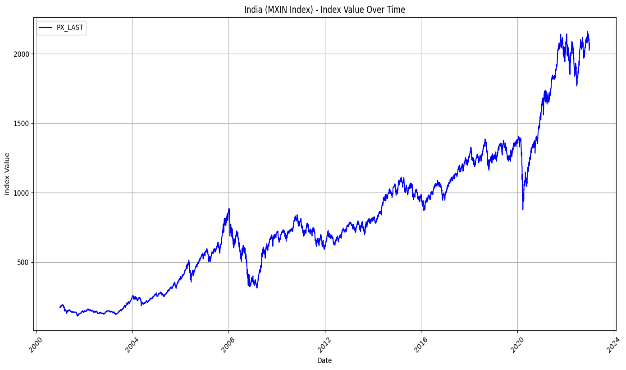 India (MXIN Index) - Index Value Over Time
PX_LAST
2000
1500
1000
500
Index Value
2000
2004
2008
2012
2016
2020
2024
Date